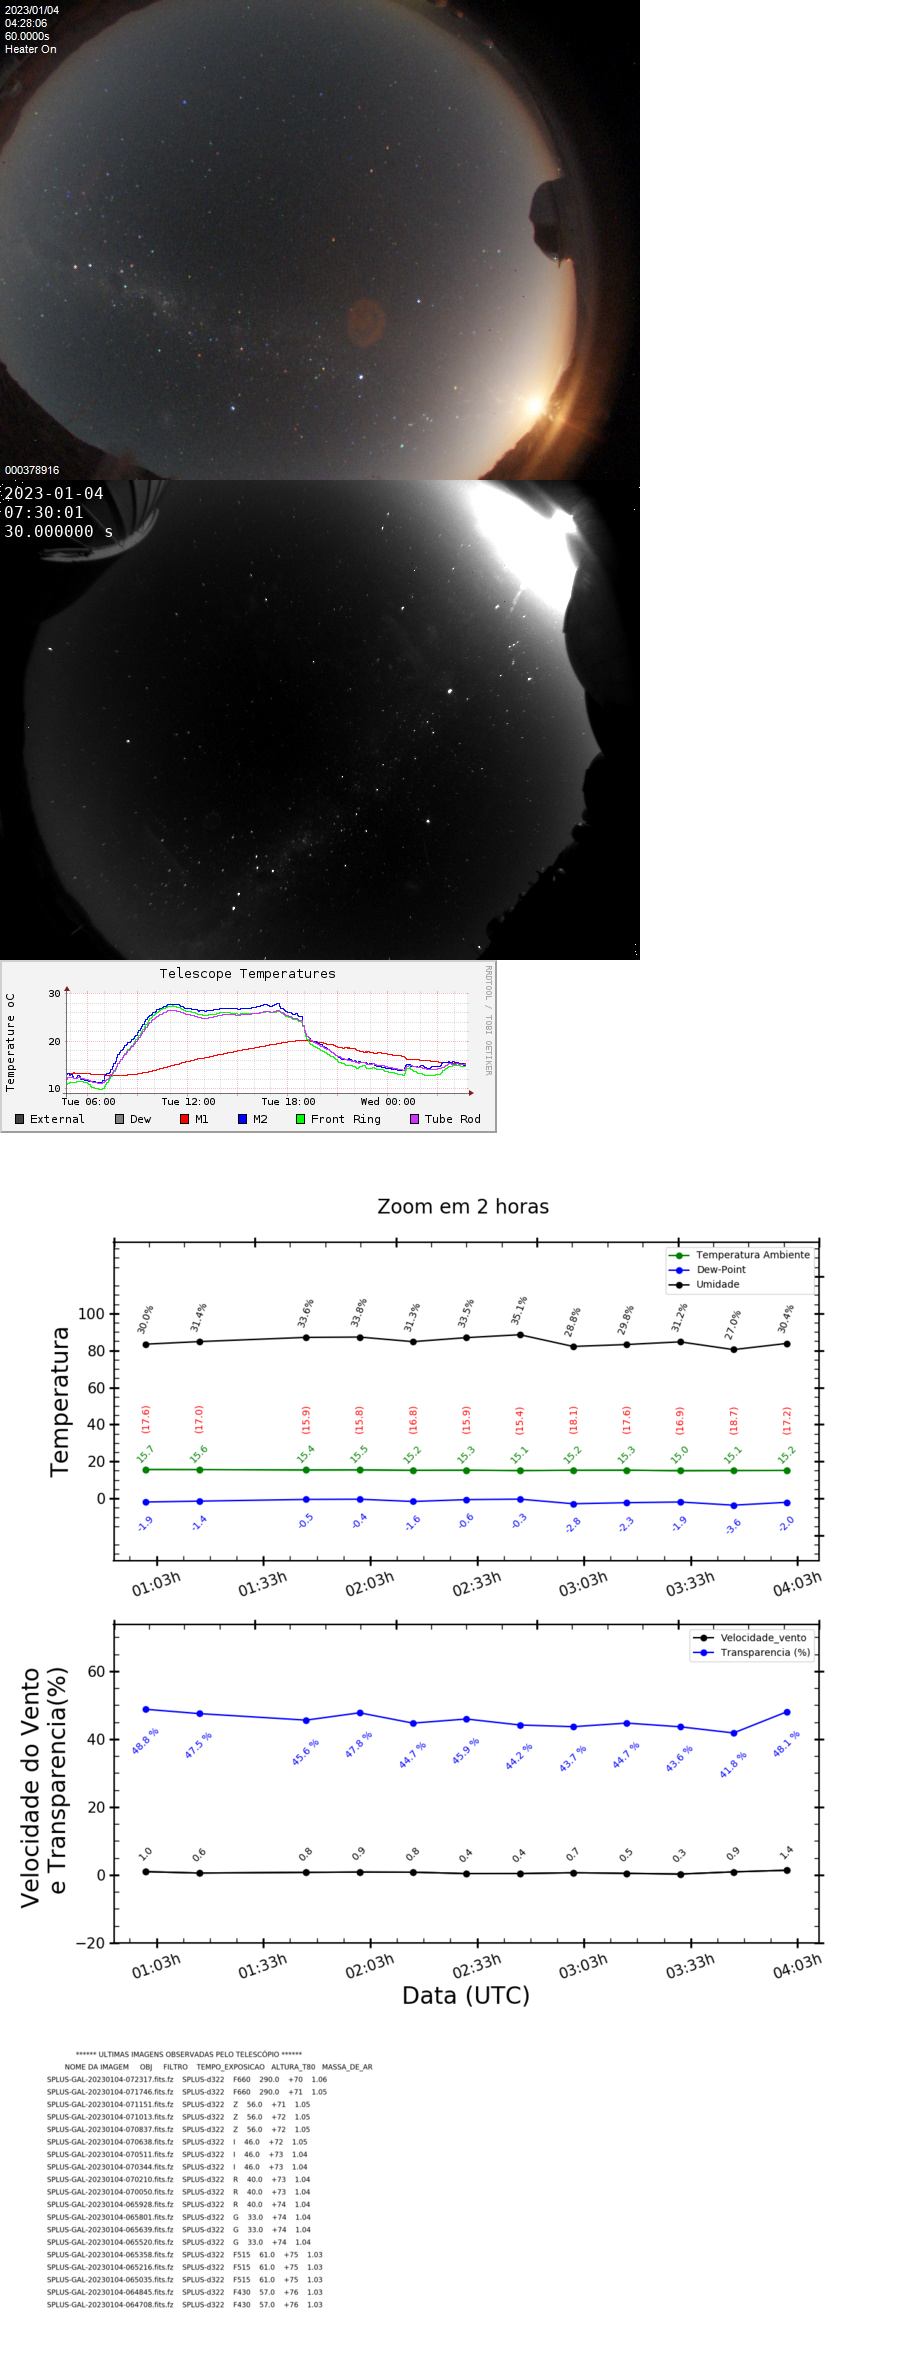 2023/01/04
04:28:06
60.0000s
Heater On
000378916
2023-01-04
07:30:01
30.000000 s
Telescope Temperatures
RRDTOOL / TOBI OETIKER
Temperature oC
30
20
10
Tue 06:00 Tue 12:00 Tue 18:00 Wed 00:00
External Dew M1 M2 Front Ring Tube Rod
Zoom em 2 horas
Temperatura Ambiente
Dew-Point
Umidade
Temperatura
100
80
60
40
20
0
30.0% 31.4% 33.6% 33.8% 31.3% 33.5% 35.1% 28.8% 29.8% 31.2% 27.0% 30.4%
(17.6) (17.0) (15.9) (15.8) (16.8) (15.9) (15.4) (18.1) (17.6) (16.9) (18.7) (17.2)
15.7 15.6 15.4 15.5 15.2 15.3 15.1 15.2 15.3 15.0 15.1 15.2
-1.9 -1.4 -0.5 -0.4 -1.6 -0.6 -0.3 -2.8 -2.3 -1.9 -3.6 -2.0
01:03h 01:33h 02:03h 02:33h 03:03h 03:33h 04:03h
Velocidade_vento
Transparencia (%)
Velocidade do Vento
e Transparencia(%)
60
40
20
0
−20
48.8 % 47.5 % 45.6 % 47.8 % 44.7 % 45.9 % 44.2 % 43.7 % 44.7 % 43.6 % 41.8 % 48.1 %
1.0 0.6 0.8 0.9 0.8 0.4 0.4 0.7 0.5 0.3 0.9 1.4
01:03h 01:33h 02:03h 02:33h 03:03h 03:33h 04:03h
Data (UTC)
****** ULTIMAS IMAGENS OBSERVADAS PELO TELESCÓPIO ******
NOME DA IMAGEM OBJ FILTRO TEMPO_EXPOSICAO ALTURA_T80 MASSA_DE_AR
SPLUS-GAL-20230104-072317.fits.fz SPLUS-d322 F660 290.0 +70 1.06
SPLUS-GAL-20230104-071746.fits.fz SPLUS-d322 F660 290.0 +71 1.05
SPLUS-GAL-20230104-071151.fits.fz SPLUS-d322 Z 56.0 +71 1.05
SPLUS-GAL-20230104-071013.fits.fz SPLUS-d322 Z 56.0 +72 1.05
SPLUS-GAL-20230104-070837.fits.fz SPLUS-d322 Z 56.0 +72 1.05
SPLUS-GAL-20230104-070638.fits.fz SPLUS-d322 I 46.0 +72 1.05
SPLUS-GAL-20230104-070511.fits.fz SPLUS-d322 I 46.0 +73 1.04
SPLUS-GAL-20230104-070344.fits.fz SPLUS-d322 I 46.0 +73 1.04
SPLUS-GAL-20230104-070210.fits.fz SPLUS-d322 R 40.0 +73 1.04
SPLUS-GAL-20230104-070050.fits.fz SPLUS-d322 R 40.0 +73 1.04
SPLUS-GAL-20230104-065928.fits.fz SPLUS-d322 R 40.0 +74 1.04
SPLUS-GAL-20230104-065801.fits.fz SPLUS-d322 G 33.0 +74 1.04
SPLUS-GAL-20230104-065639.fits.fz SPLUS-d322 G 33.0 +74 1.04
SPLUS-GAL-20230104-065520.fits.fz SPLUS-d322 G 33.0 +74 1.04
SPLUS-GAL-20230104-065358.fits.fz SPLUS-d322 F515 61.0 +75 1.03
SPLUS-GAL-20230104-065216.fits.fz SPLUS-d322 F515 61.0 +75 1.03
SPLUS-GAL-20230104-065035.fits.fz SPLUS-d322 F515 61.0 +75 1.03
SPLUS-GAL-20230104-064845.fits.fz SPLUS-d322 F430 57.0 +76 1.03
SPLUS-GAL-20230104-064708.fits.fz SPLUS-d322 F430 57.0 +76 1.03